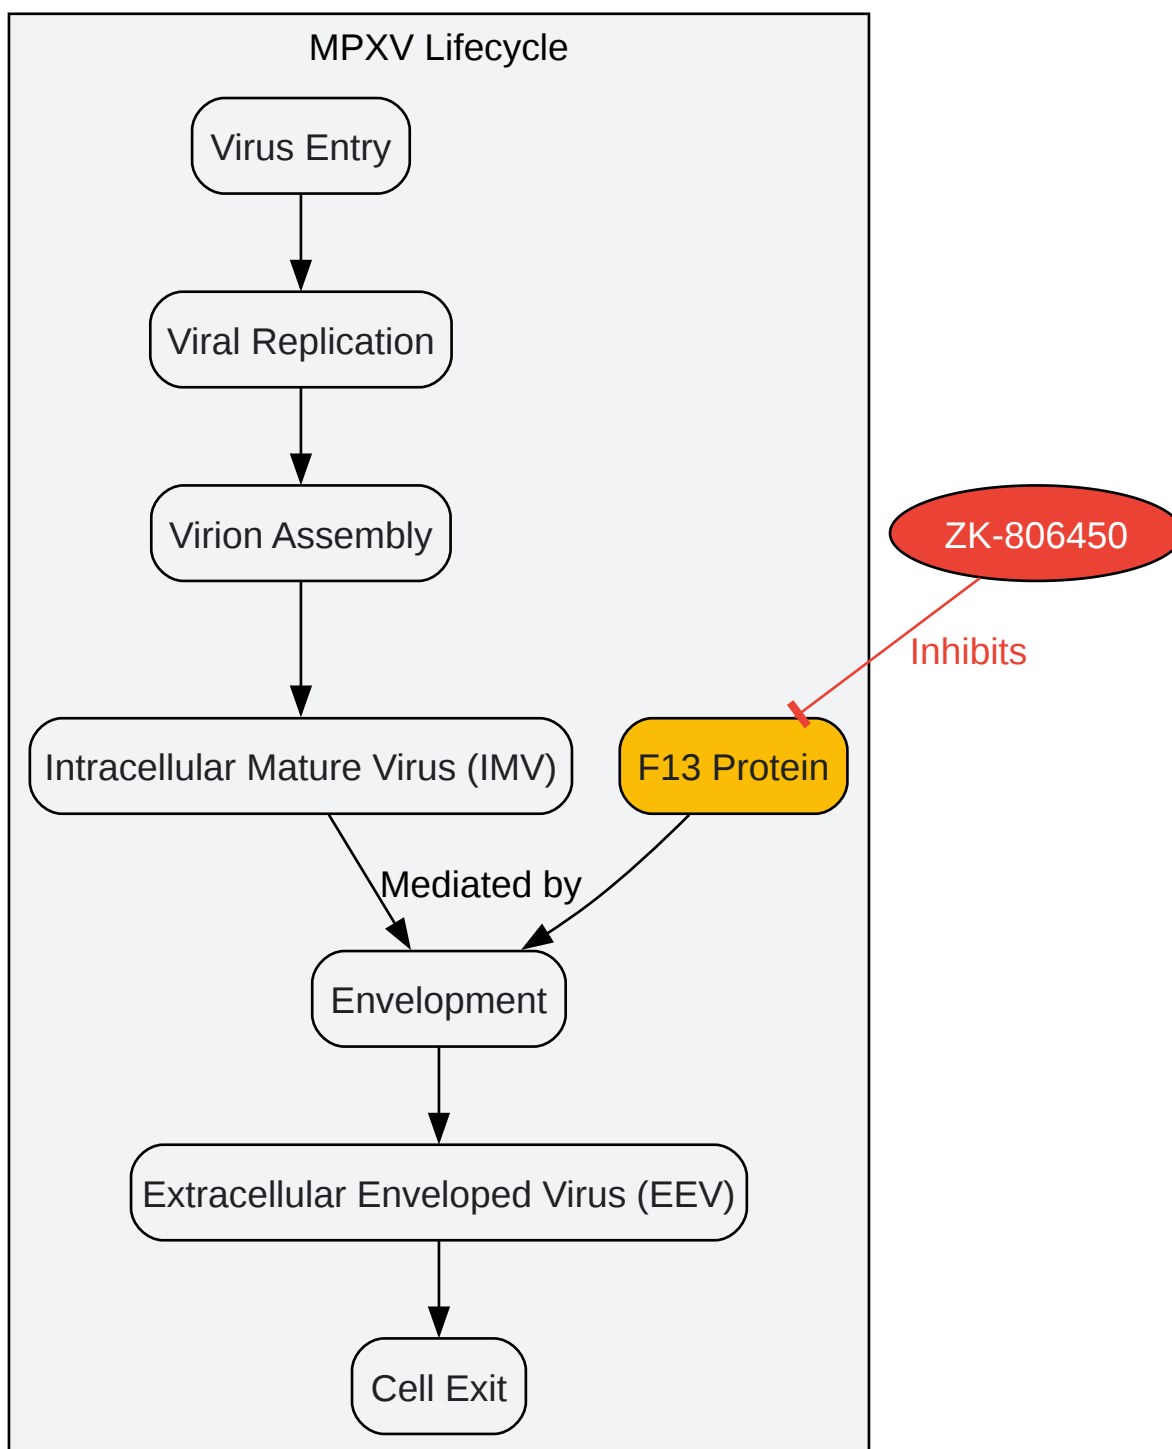 MPXV Lifecycle
Virus Entry
Viral Replication
Virion Assembly
ZK-806450
Inhibits
Intracellular Mature Virus (IMV)
F13 Protein
Mediated by
Envelopment
Extracellular Enveloped Virus (EEV)
Cell Exit